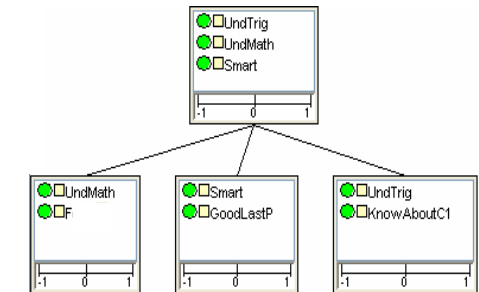 UndTrig
UndMath
Smart
-1 0 1
UndMath
F
-1 0 1
Smart
GoodLastP
-1 0 1
UndTrig
KnowAboutC1
-1 0 1